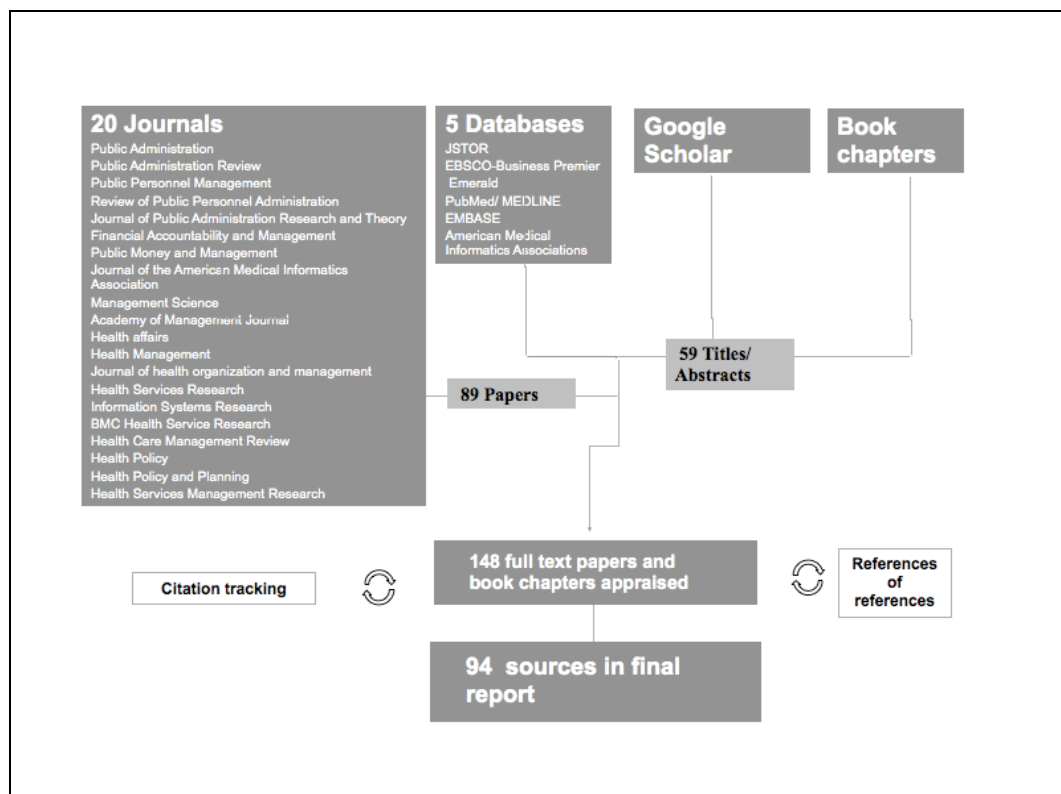 20 Journals
Public Administration
Public Administration Review
Public Personnel Management
Review of Public Personnel Administration
Journal of Public Administration Research and Theory
Financial Accountability and Management
Public Money and Management
Journal of the American Medical Informatics
Association
Management Science
Academy of Management Journal
Health affairs
Health Management
Journal of health organization and management
Health Services Research
Information Systems Research
BMC Health Service Research
Health Care Management Review
Health Policy
Health Policy and Planning
Health Services Management Research
5 Databases
JSTOR
EBSCO-Business Premier
Emerald
PubMed/ MEDLINE
EMBASE
American Medical
Informatics Associations
Google
Scholar
Book
chapters
59 Titles/
Abstracts
89 Papers
148 full text papers and
book chapters appraised
Citation tracking
References
of
references
94 sources in final
report